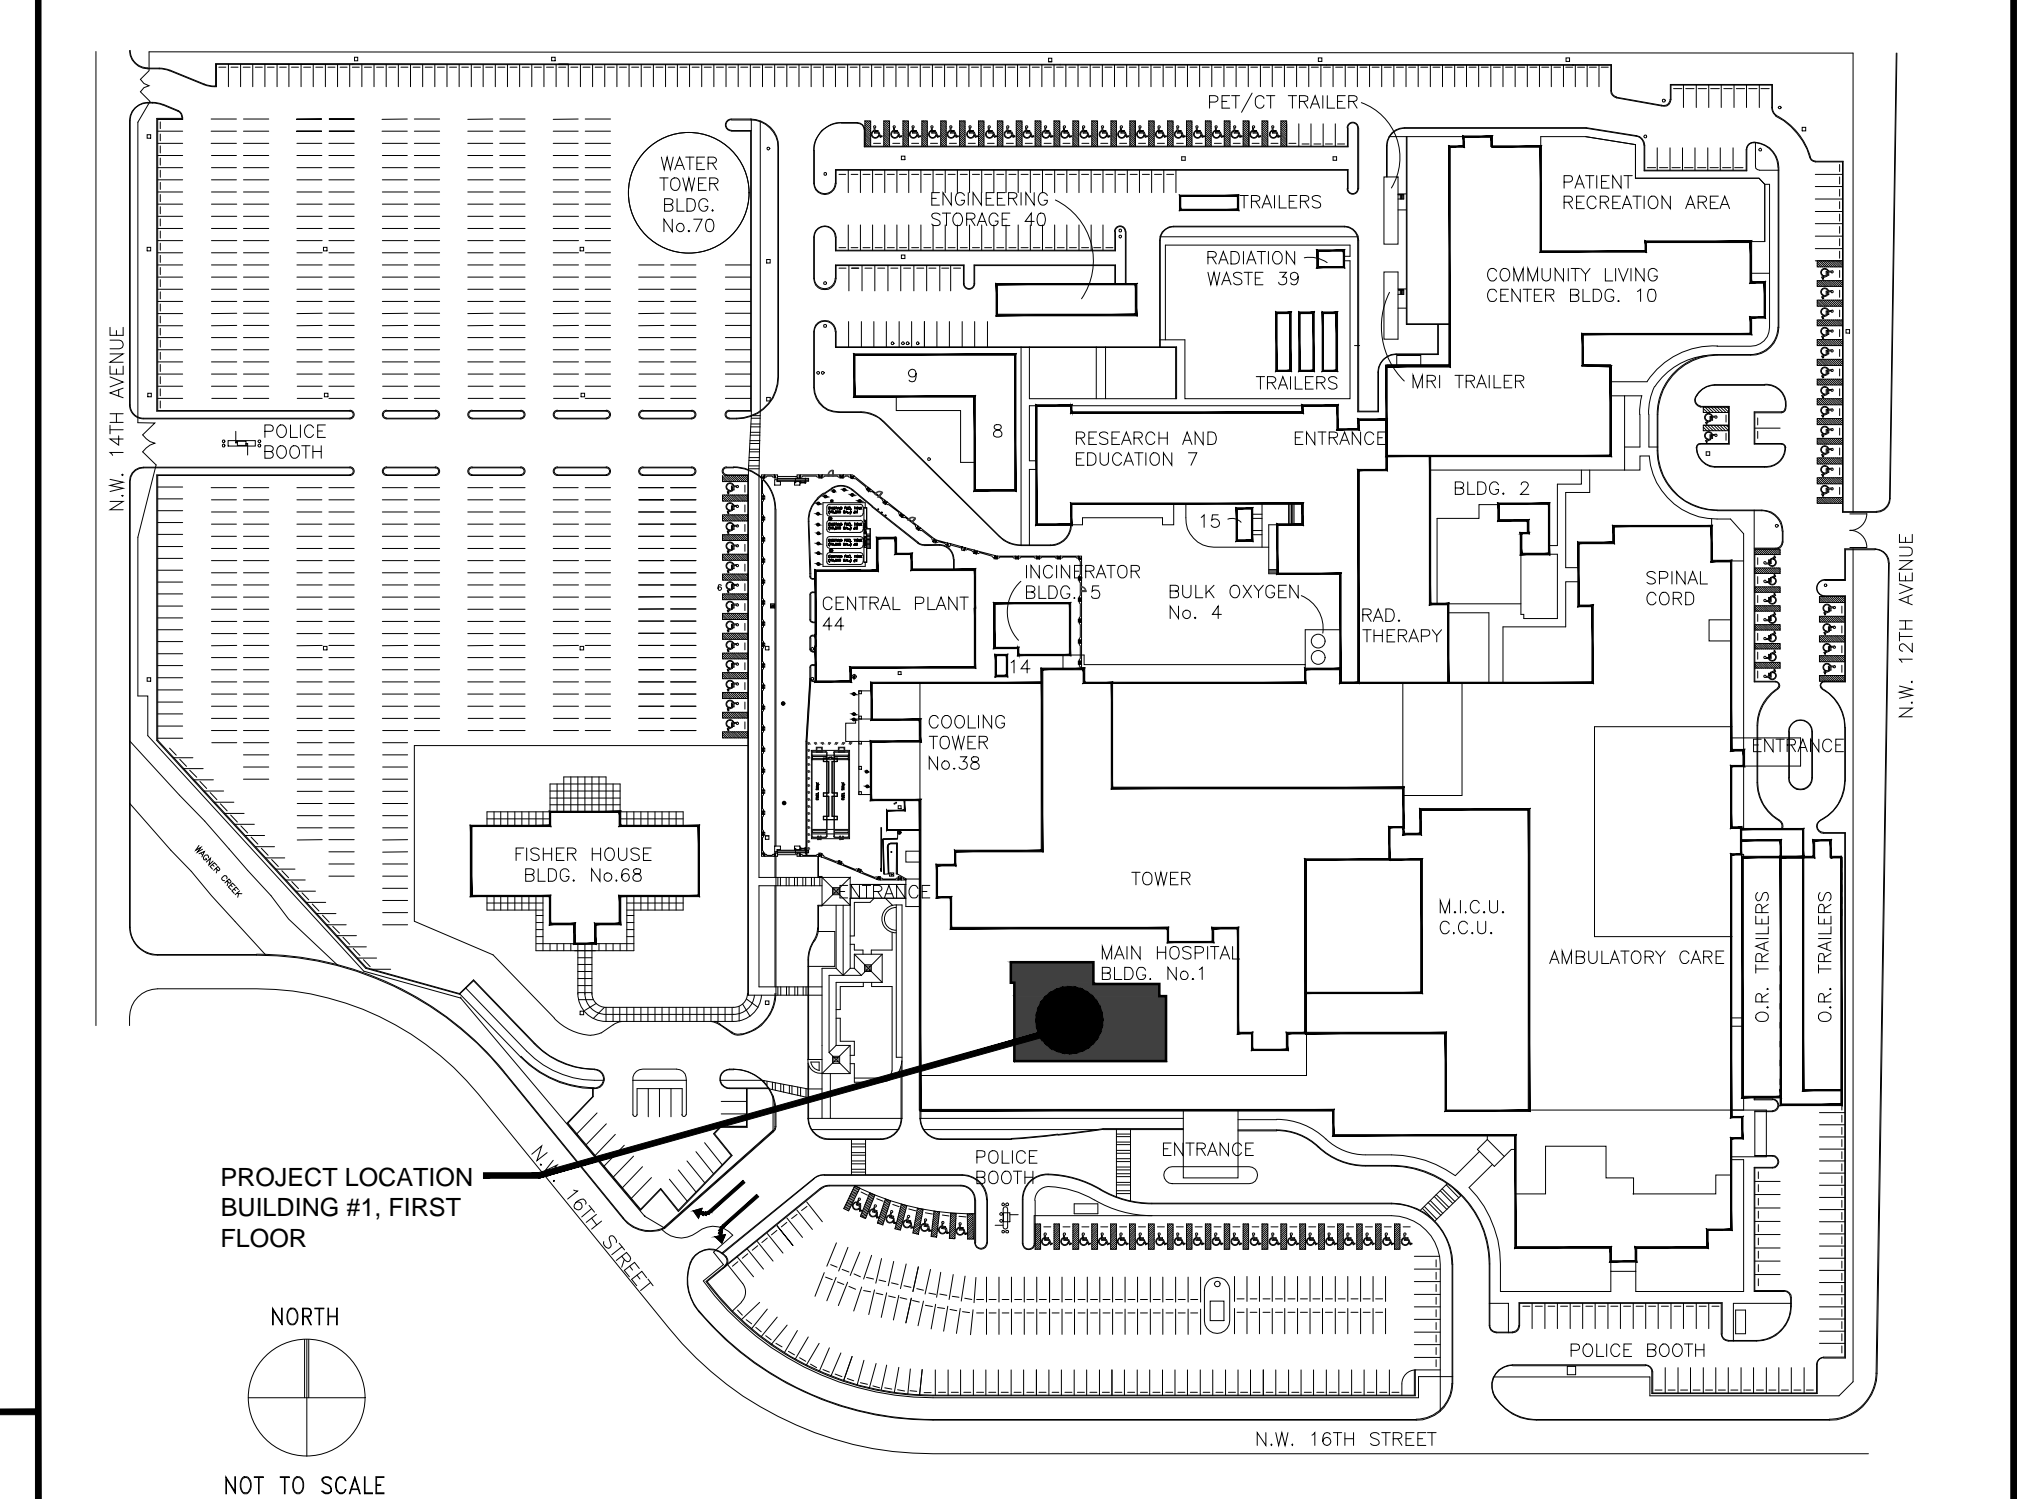 PET/CT TRAILER
WATER
TOWER
BLDG.
No.70
ENGINEERING
STORAGE 40
TRAILERS
PATIENT
RECREATION AREA
RADIATION
WASTE 39
COMMUNITY LIVING
CENTER BLDG. 10
N.W. 14TH AVENUE
9
TRAILERS
MRI TRAILER
POLICE
BOOTH
8
RESEARCH AND
EDUCATION 7
ENTRANCE
BLDG. 2
15
N.W. 12TH AVENUE
INCINERATOR
BLDG. 5
BULK OXYGEN
No. 4
SPINAL
CORD
CENTRAL PLANT
44
6
RAD.
THERAPY
14
COOLING
TOWER
No.38
ENTRANCE
WAGNER CREEK
FISHER HOUSE
BLDG. No.68
ENTRANCE
TOWER
M.I.C.U.
C.C.U.
MAIN HOSPITAL
BLDG. No.1
AMBULATORY CARE
O.R. TRAILERS
O.R. TRAILERS
PROJECT LOCATION
BUILDING #1, FIRST
FLOOR
N.W. 16TH STREET
POLICE
BOOTH
ENTRANCE
NORTH
POLICE BOOTH
N.W. 16TH STREET
NOT TO SCALE